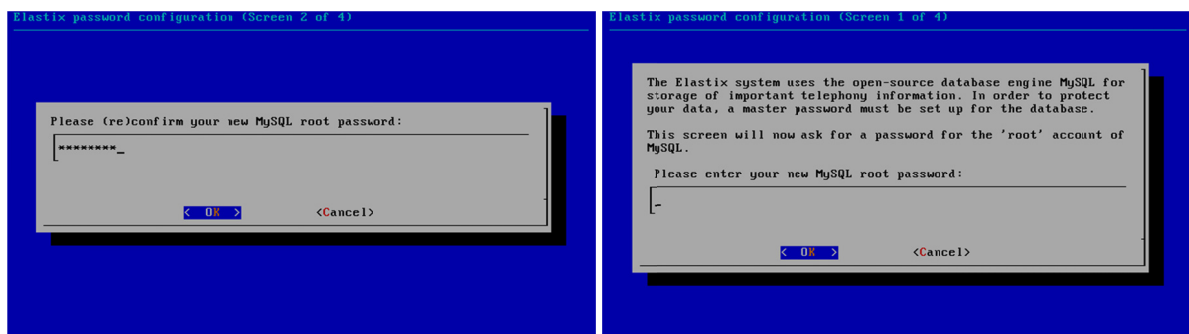 Elastix password configuration (Screen 2 of 4)
Please (re)confirm your new MySQL root password:
********_
< OK >
<Cancel>
Elastix password configuration (Screen 1 of 4)
The Elastix system uses the open-source database engine MySQL for
storage of important telephony information. In order to protect
your data, a master password must be set up for the database.
This screen will now ask for a password for the 'root' account of
MySQL.
Please enter your new MySQL root password:
_
< OK >
<Cancel>